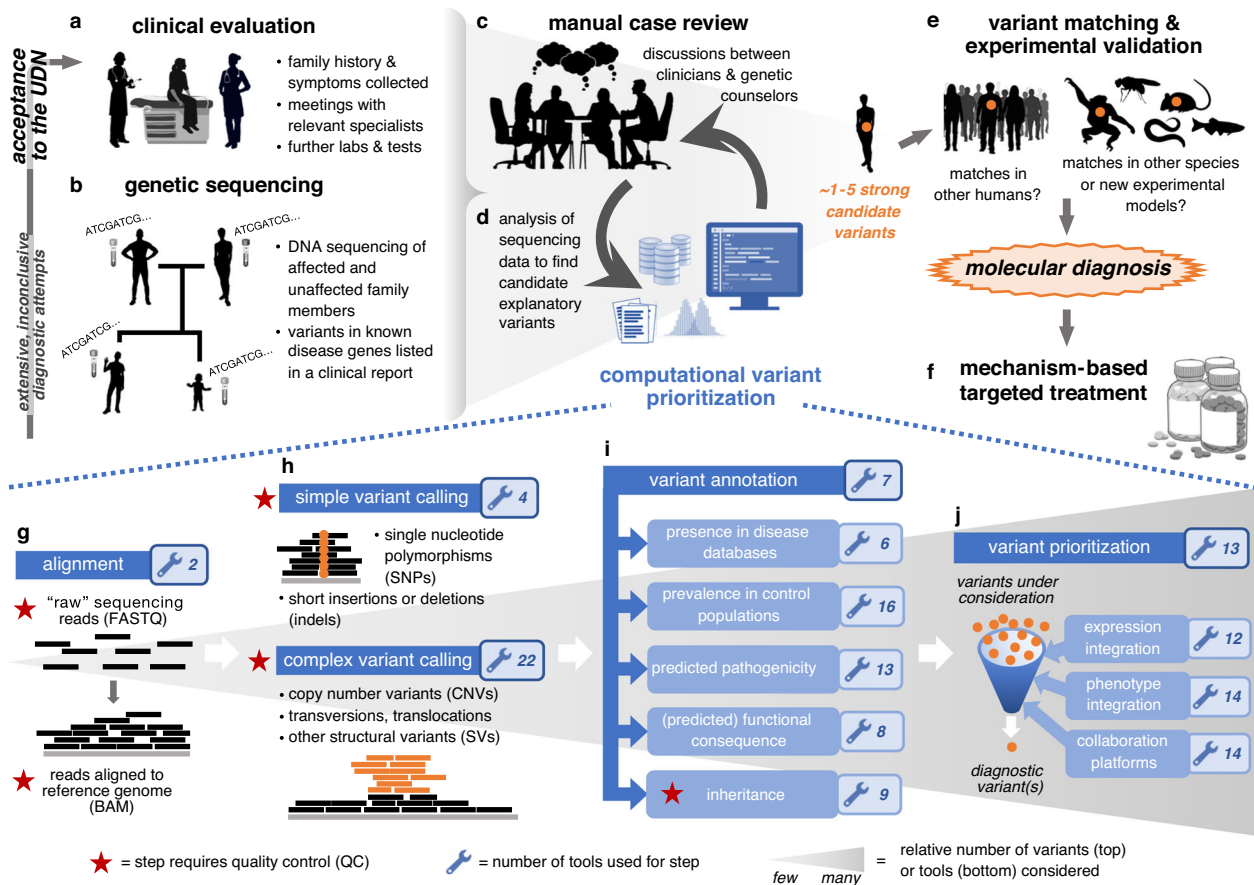 a
clinical evaluation
acceptance
to the UDN
• family history &
symptoms collected
• meetings with
relevant specialists
• further labs & tests
b
genetic sequencing
extensive, inconclusive
diagnostic attempts
ATCGATCG...
ATCGATCG...
ATCGATCG...
ATCGATCG...
• DNA sequencing of
affected and
unaffected family
members
• variants in known
disease genes listed
in a clinical report
c
manual case review
discussions between
clinicians & genetic
counselors
d
analysis of
sequencing
data to find
candidate
explanatory
variants
computational variant
prioritization
~1-5 strong
candidate
variants
e
variant matching &
experimental validation
matches in
other humans?
matches in other species
or new experimental
models?
molecular diagnosis
f
mechanism-based
targeted treatment
g
alignment
2
"raw" sequencing
reads (FASTQ)
reads aligned to
reference genome
(BAM)
h
simple variant calling
4
• single nucleotide
polymorphisms
(SNPs)
• short insertions or deletions
(indels)
complex variant calling
22
• copy number variants (CNVs)
• transversions, translocations
• other structural variants (SVs)
i
variant annotation
7
presence in disease
databases
6
prevalence in control
populations
16
predicted pathogenicity
13
(predicted) functional
consequence
8
inheritance
9
j
variant prioritization
13
variants under
consideration
expression
integration
12
phenotype
integration
14
collaboration
platforms
14
diagnostic
variant(s)
= step requires quality control (QC)
= number of tools used for step
few many
= relative number of variants (top)
or tools (bottom) considered